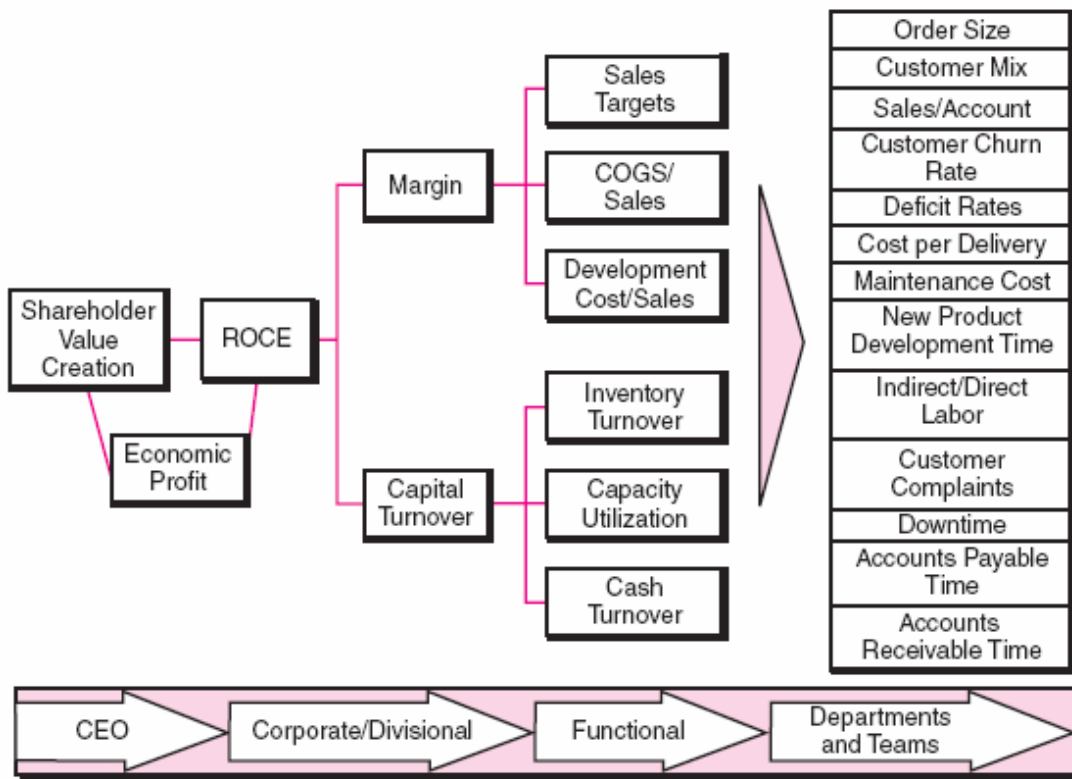 Shareholder
Value
Creation
Economic
Profit
ROCE
Margin
Capital
Turnover
Sales
Targets
COGS/
Sales
Development
Cost/Sales
Inventory
Turnover
Capacity
Utilization
Cash
Turnover
Order Size
Customer Mix
Sales/Account
Customer Churn
Rate
Deficit Rates
Cost per Delivery
Maintenance Cost
New Product
Development Time
Indirect/Direct
Labor
Customer
Complaints
Downtime
Accounts Payable
Time
Accounts
Receivable Time
CEO
Corporate/Divisional
Functional
Departments
and Teams